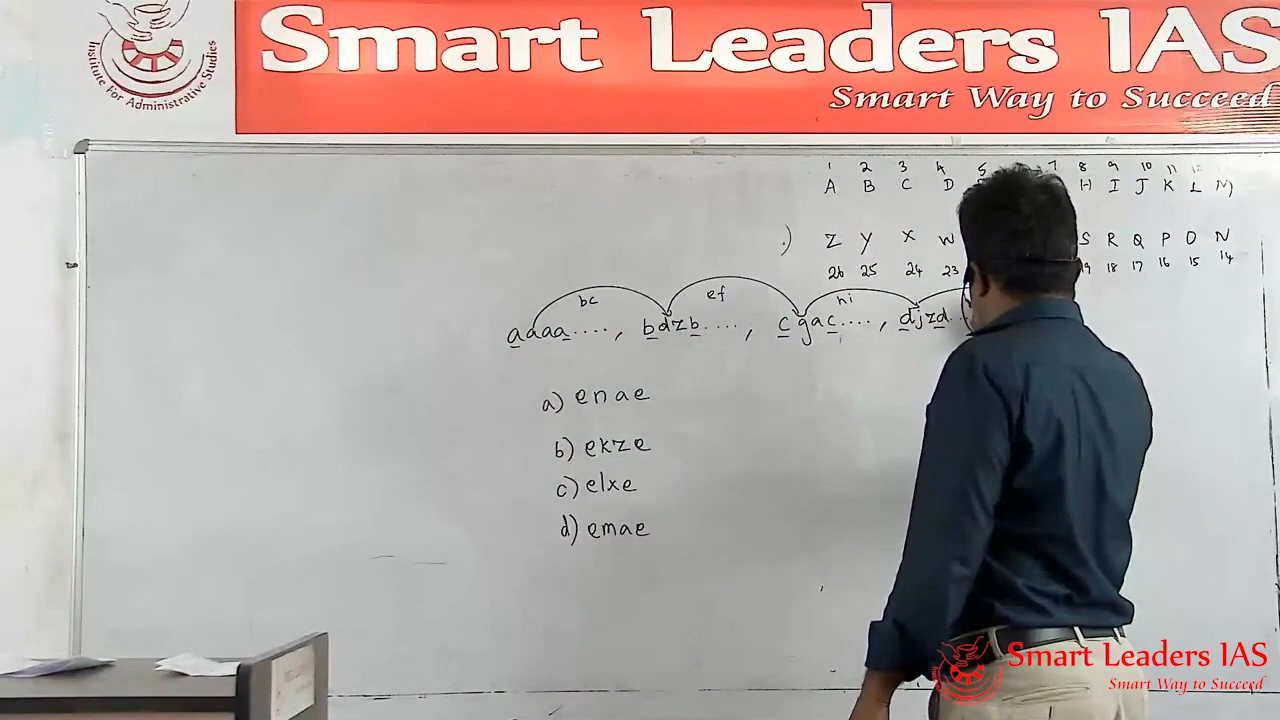 Smart Leaders IAS
Smart Way to Succeed
Institute For Administrative Studies
1 2 3 4 5 7 8 9 10 11
A B C D H I J K L M
Z Y X W S R Q P O N
26 25 24 23 19 18 17 16 15 14
bc ef hi
aaaa...., bdzb...., cgac...., djzd...
a) enae
b) ekze
c) elxe
d) emae
Smart Leaders IAS
Smart Way to Succeed